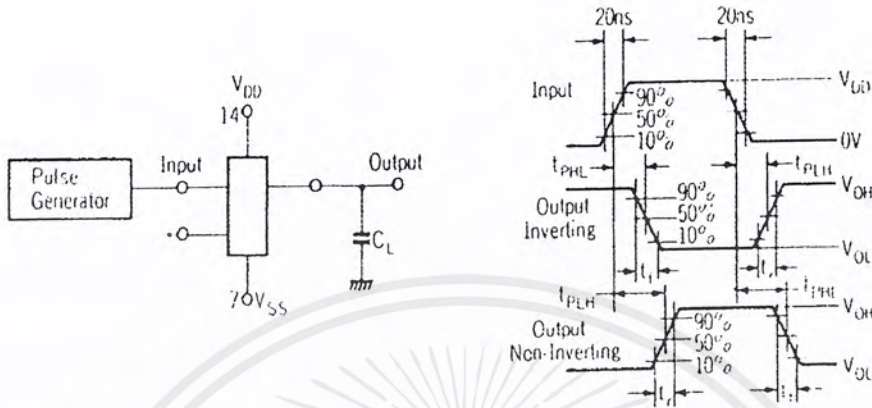 20ns 20ns
V_DD
14
Pulse
Generator
Input
Output
C_L
7 V_SS
Input
90%
50%
10%
V_DD
0V
t_PHL
t_PLH
Output
Inverting
90%
50%
10%
V_OH
V_OL
t_f
t_r
t_PLH
t_PHL
Output
Non-Inverting
90%
50%
10%
V_OH
V_OL
t_r
t_f